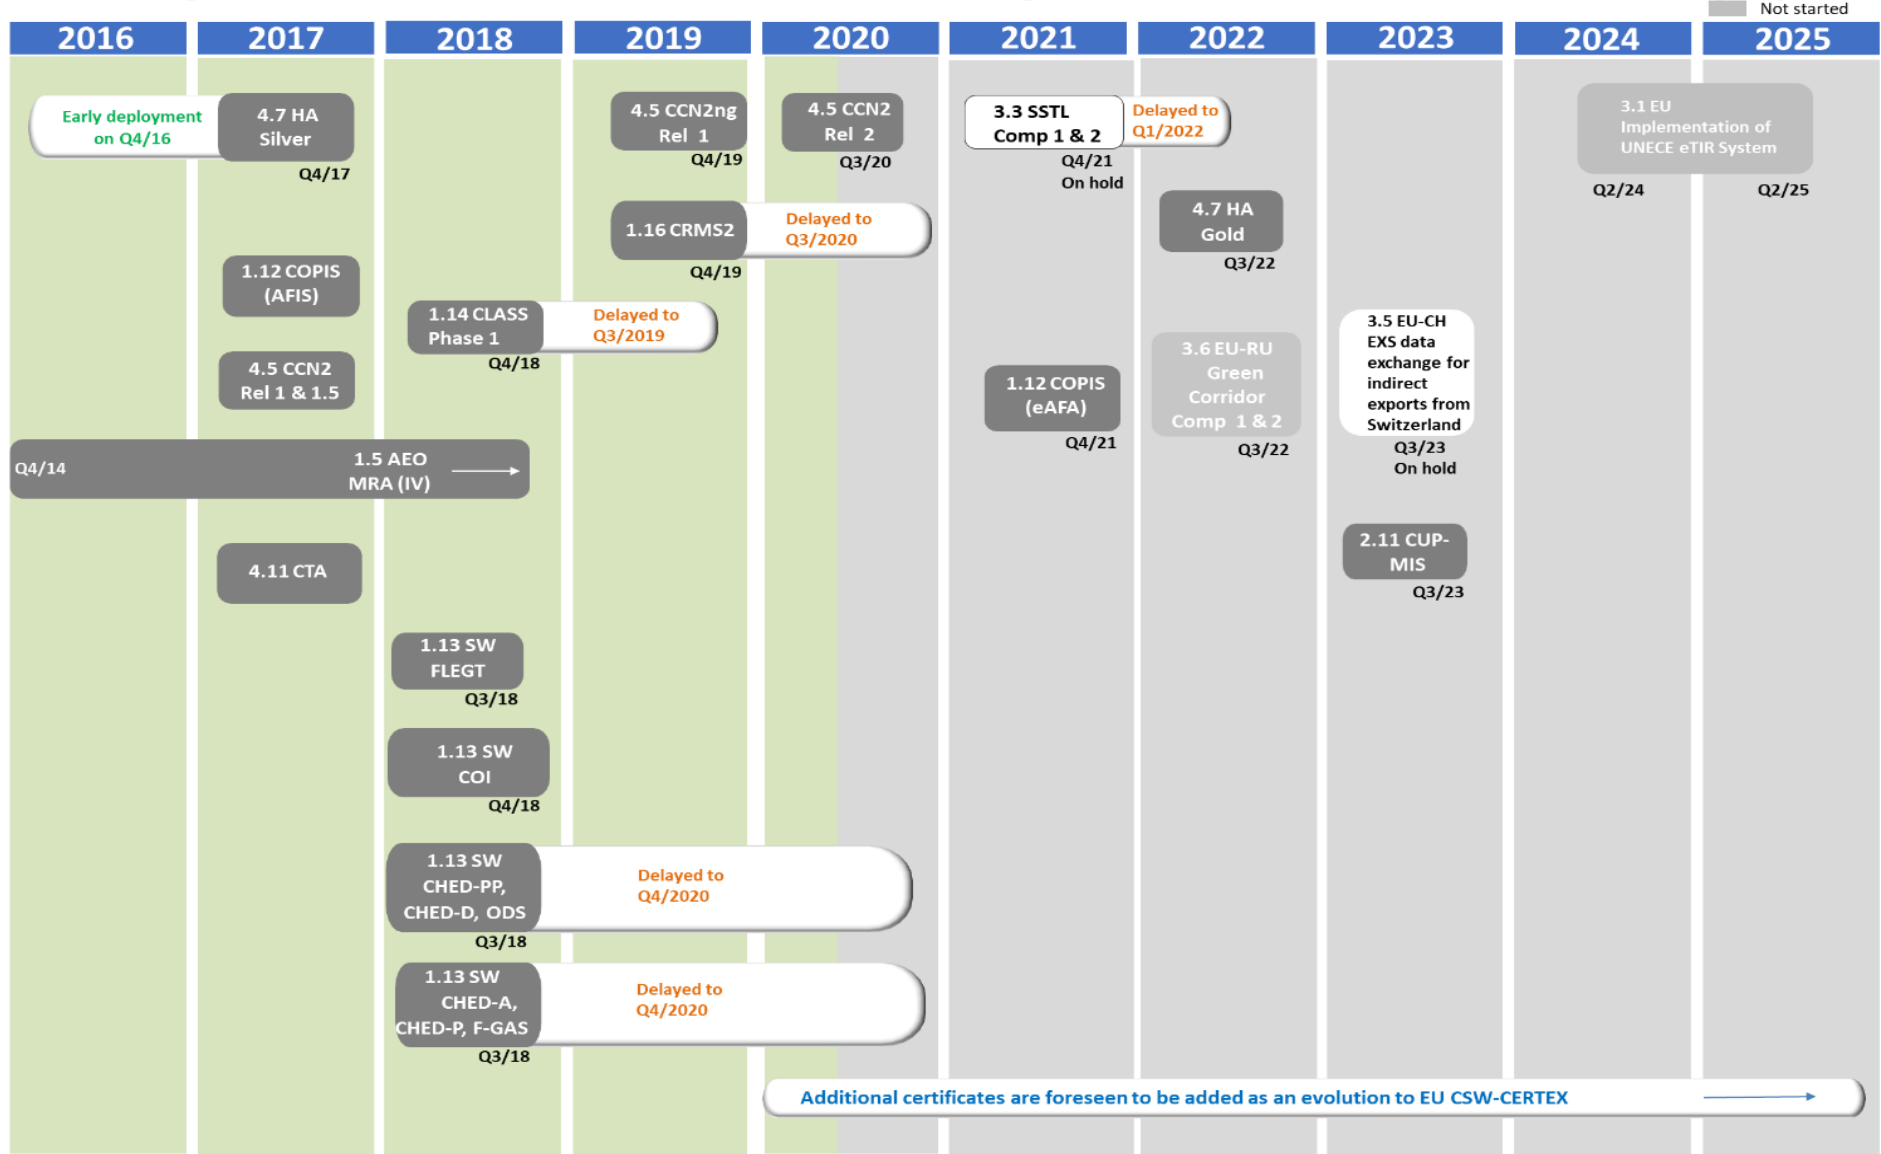 Not started
2016 2017 2018 2019 2020 2021 2022 2023 2024 2025
Early deployment
on Q4/16
4.7 HA
Silver
Q4/17
4.5 CCN2ng
Rel 1
Q4/19
4.5 CCN2
Rel 2
Q3/20
3.3 SSTL
Comp 1 & 2
Q4/21
On hold
Delayed to
Q1/2022
3.1 EU
Implementation of
UNECE eTIR System
Q2/24
Q2/25
1.16 CRMS2
Q4/19
Delayed to
Q3/2020
4.7 HA
Gold
Q3/22
1.12 COPIS
(AFIS)
1.14 CLASS
Phase 1
Q4/18
Delayed to
Q3/2019
4.5 CCN2
Rel 1 & 1.5
1.12 COPIS
(eAFA)
Q4/21
3.6 EU-RU
Green
Corridor
Comp 1 & 2
Q3/22
3.5 EU-CH
EXS data
exchange for
indirect
exports from
Switzerland
Q3/23
On hold
Q4/14
1.5 AEO
MRA (IV)
4.11 CTA
2.11 CUP-
MIS
Q3/23
1.13 SW
FLEGT
Q3/18
1.13 SW
COI
Q4/18
1.13 SW
CHED-PP,
CHED-D, ODS
Q3/18
Delayed to
Q4/2020
1.13 SW
CHED-A,
CHED-P, F-GAS
Q3/18
Delayed to
Q4/2020
Additional certificates are foreseen to be added as an evolution to EU CSW-CERTEX